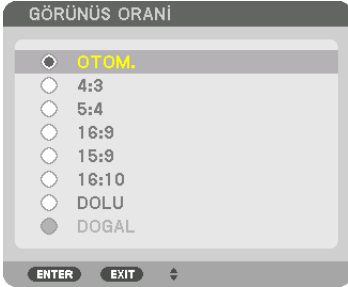 GÖRÜNÜS ORANİ
OTOM.
4:3
5:4
16:9
15:9
16:10
DOLU
DOGAL
ENTER EXIT